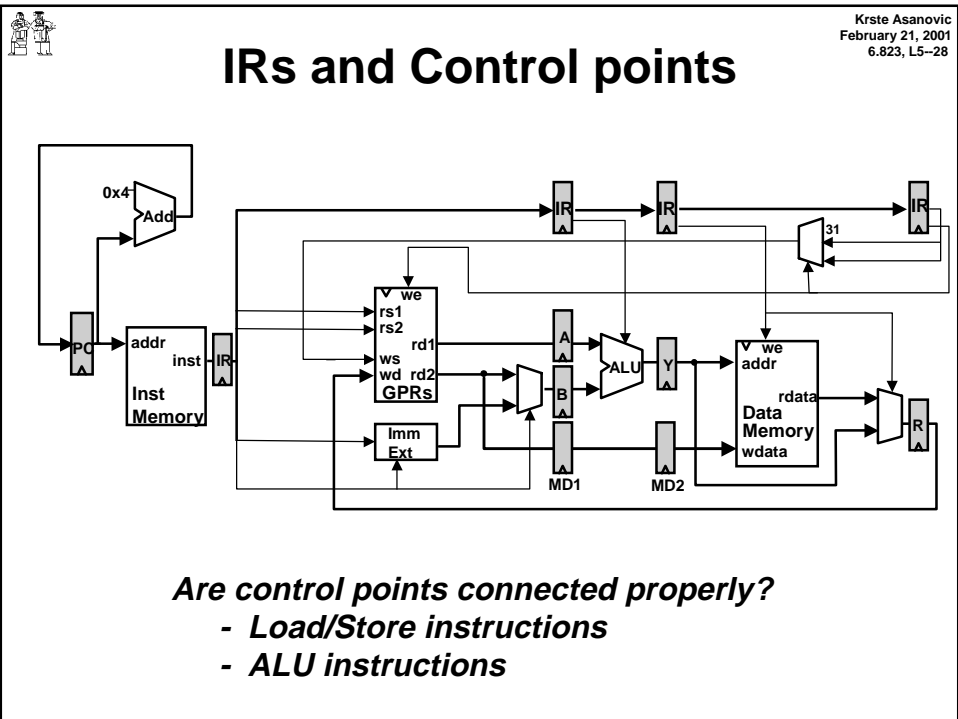 Krste Asanovic
February 21, 2001
6.823, L5--28
IRs and Control points
0x4
Add
IR
IR
IR
31
we
rs1
rs2
rd1
ws
wd rd2
GPRs
PC
addr
inst
Inst
Memory
IR
A
ALU
Y
B
we
addr
rdata
Data
Memory
wdata
R
Imm
Ext
MD1
MD2
Are control points connected properly?
- Load/Store instructions
- ALU instructions